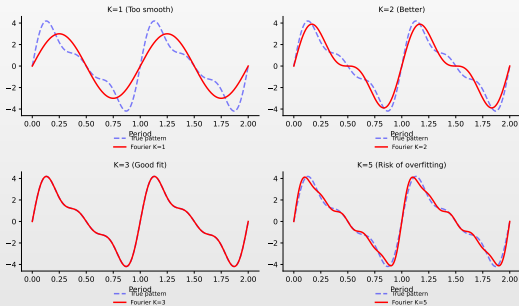 K=1 (Too smooth)
4
2
0
−2
−4
0.00 0.25 0.50 0.75 1.00 1.25 1.50 1.75 2.00
Period
True pattern
Fourier K=1
K=2 (Better)
4
2
0
−2
−4
0.00 0.25 0.50 0.75 1.00 1.25 1.50 1.75 2.00
Period
True pattern
Fourier K=2
K=3 (Good fit)
4
2
0
−2
−4
0.00 0.25 0.50 0.75 1.00 1.25 1.50 1.75 2.00
Period
True pattern
Fourier K=3
K=5 (Risk of overfitting)
4
2
0
−2
−4
0.00 0.25 0.50 0.75 1.00 1.25 1.50 1.75 2.00
Period
True pattern
Fourier K=5